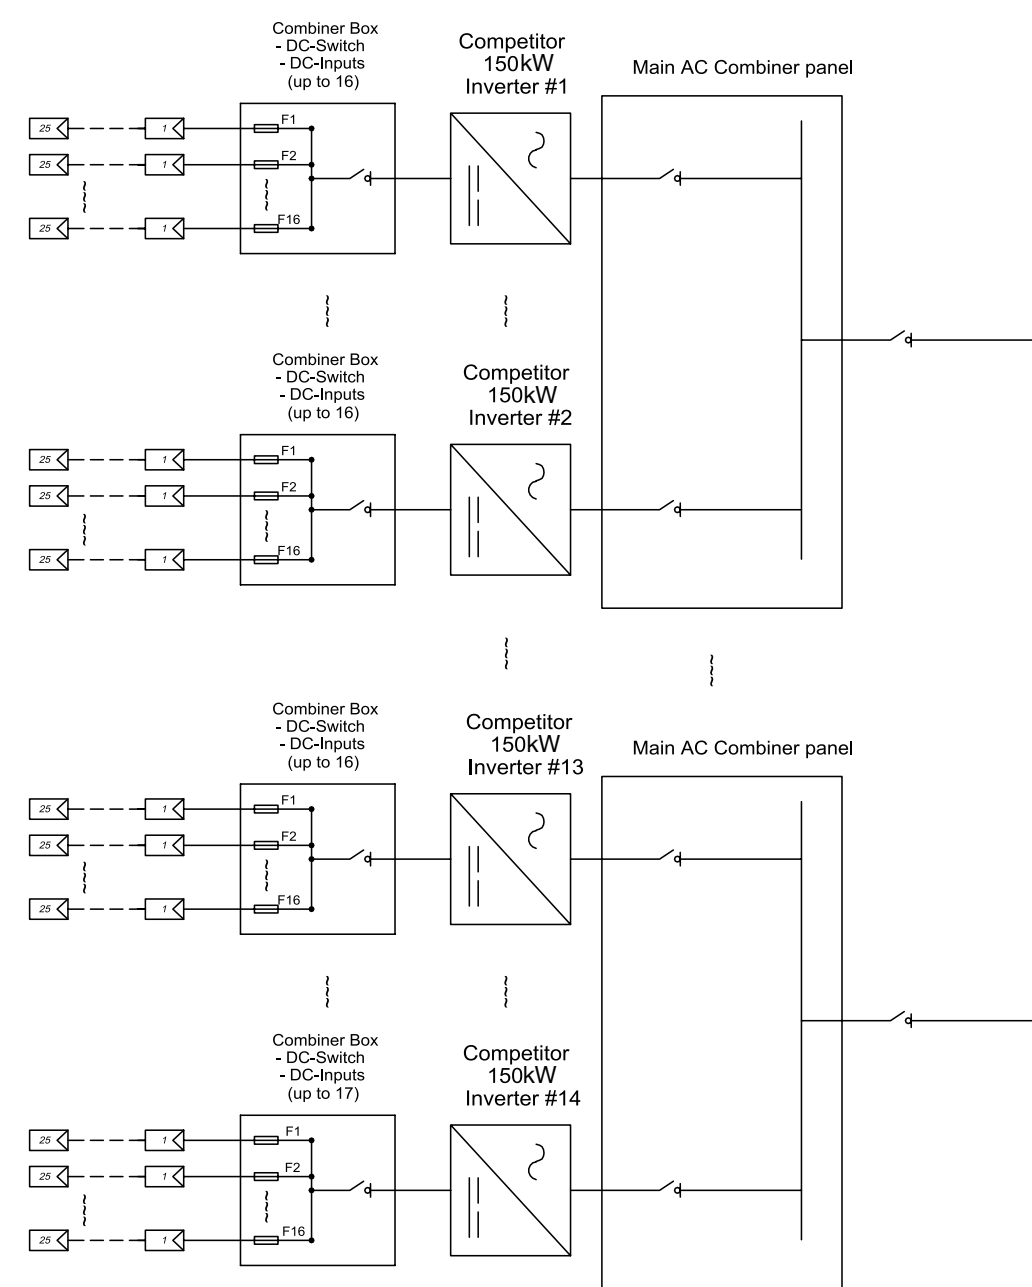 Combiner Box
- DC-Switch
- DC-Inputs
(up to 16)
Competitor
150kW
Inverter #1
Main AC Combiner panel
25
1
F1
25
1
F2
25
1
F16
Combiner Box
- DC-Switch
- DC-Inputs
(up to 16)
Competitor
150kW
Inverter #2
25
1
F1
25
1
F2
25
1
F16
Combiner Box
- DC-Switch
- DC-Inputs
(up to 16)
Competitor
150kW
Inverter #13
Main AC Combiner panel
25
1
F1
25
1
F2
25
1
F16
Combiner Box
- DC-Switch
- DC-Inputs
(up to 17)
Competitor
150kW
Inverter #14
25
1
F1
25
1
F2
25
1
F16